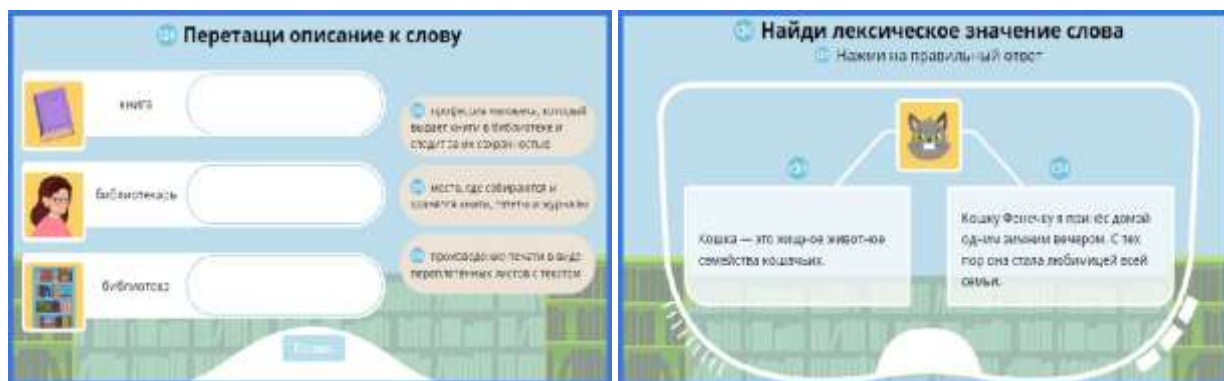 Перетащи описание к слову
книга
профессия человека, который
выдает книги в библиотеке и
следит за их сохранностью
библиотекарь
место, где собираются и
хранятся книги, газеты и журналы
библиотека
произведение печати в виде
переплетённых листов с текстом
Найди лексическое значение слова
Нажми на правильный ответ
Кошка — это хищное животное
семейства кошачьих.
Кошку Фенечку я принёс домой
одним зимним вечером. С тех
пор она стала любимицей всей
семьи.